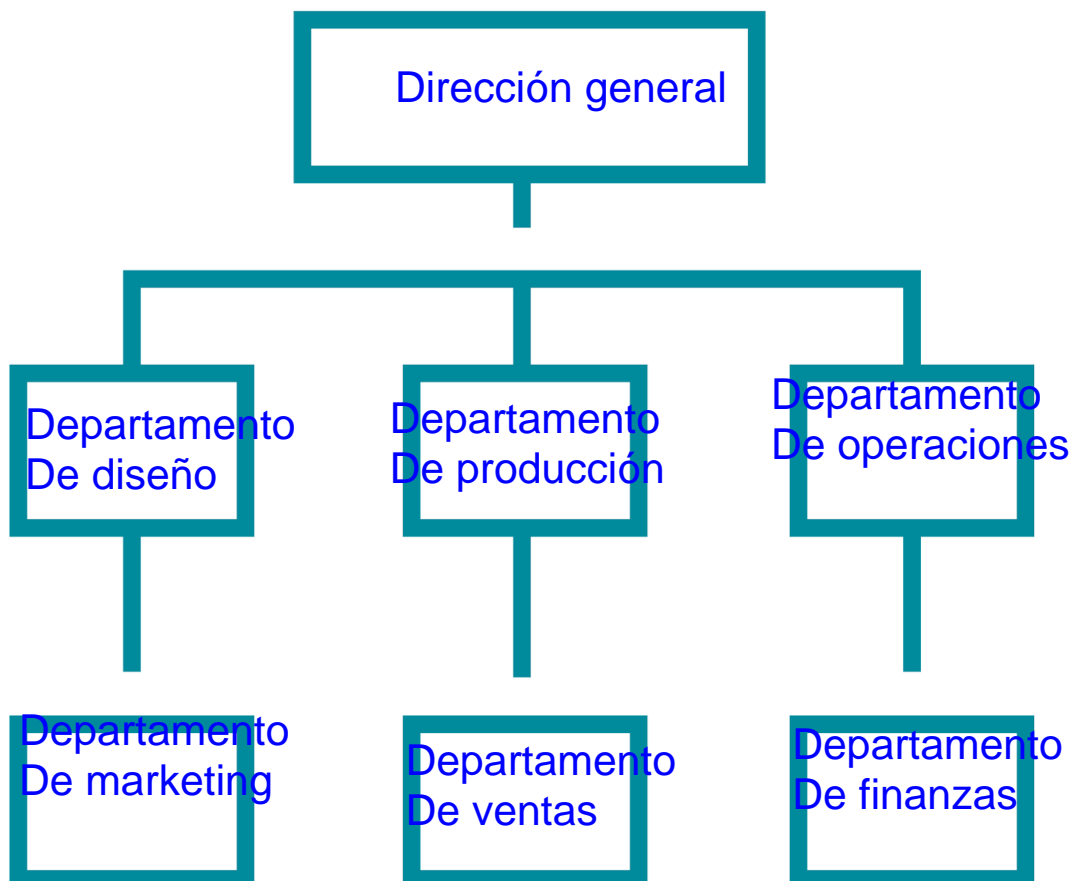 Dirección general
Departamento
De diseño
Departamento
De producción
Departamento
De operaciones
Departamento
De marketing
Departamento
De ventas
Departamento
De finanzas